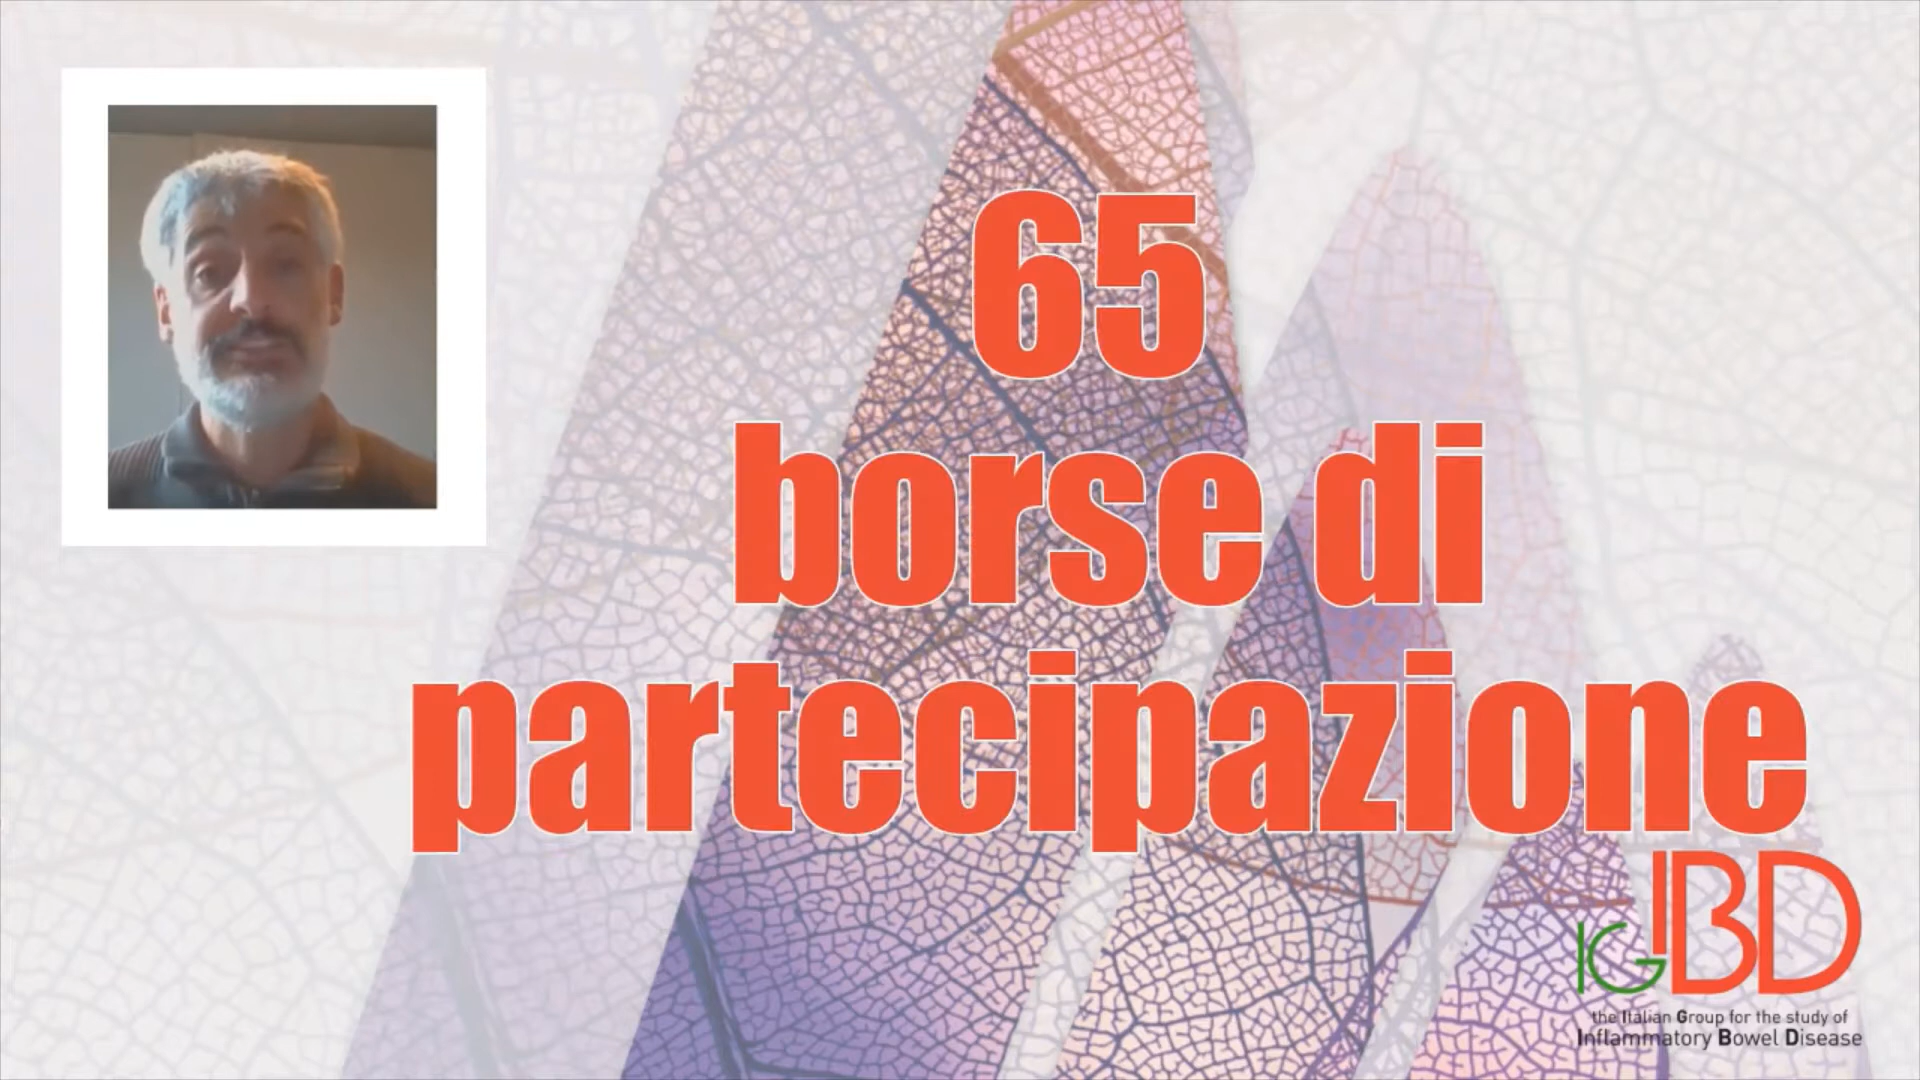 65
borse di
partecipazione
IG IBD
the Italian Group for the study of
Inflammatory Bowel Disease